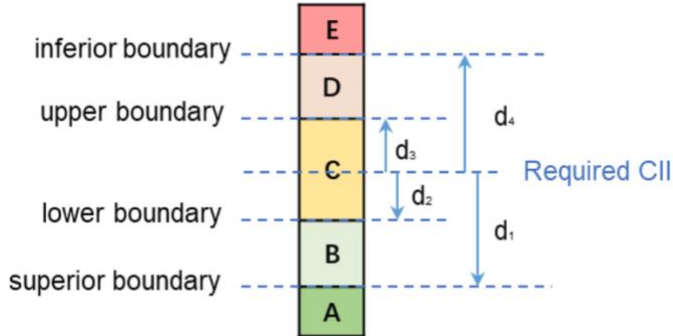 E
inferior boundary
D
upper boundary
d₄
d₃
C
Required CII
d₂
lower boundary
d₁
B
superior boundary
A